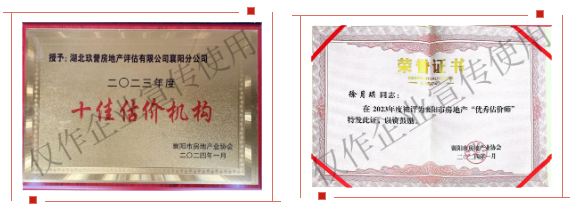 授予：湖北玖誉房地产评估有限公司襄阳分公司
二〇二三年度
十佳估价机构
襄阳市房地产业协会
二〇二四年一月
仅作企业宣传使用
荣誉证书
同志：
在2023年度被评为襄阳市房地产“优秀估价师”
特发此证，以资鼓励。
襄阳市房地产业协会
二〇二四年一月
仅作企业宣传使用